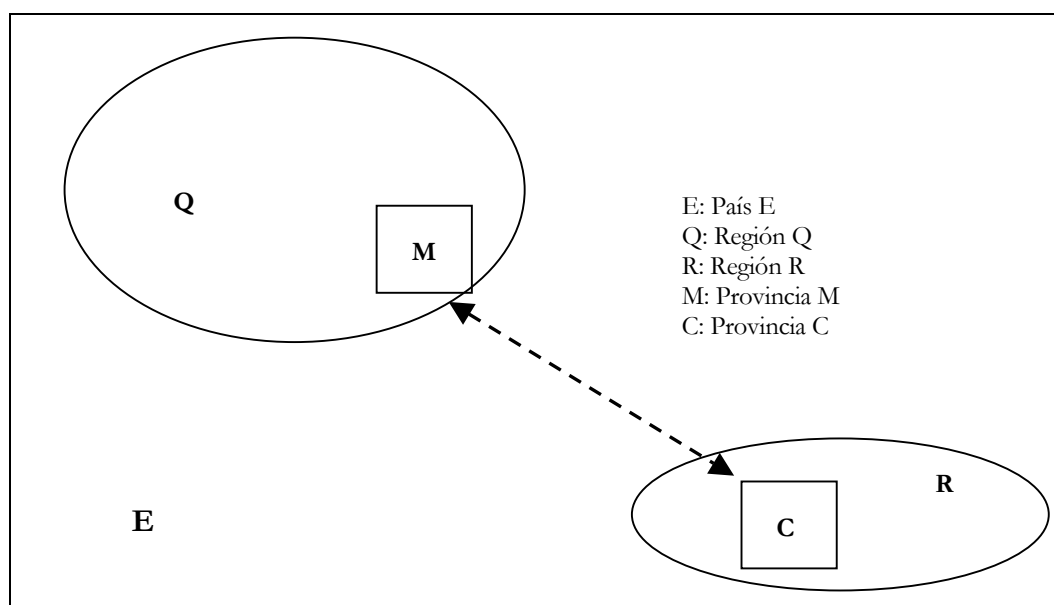 Q
M
E: País E
Q: Región Q
R: Región R
M: Provincia M
C: Provincia C
R
E
C